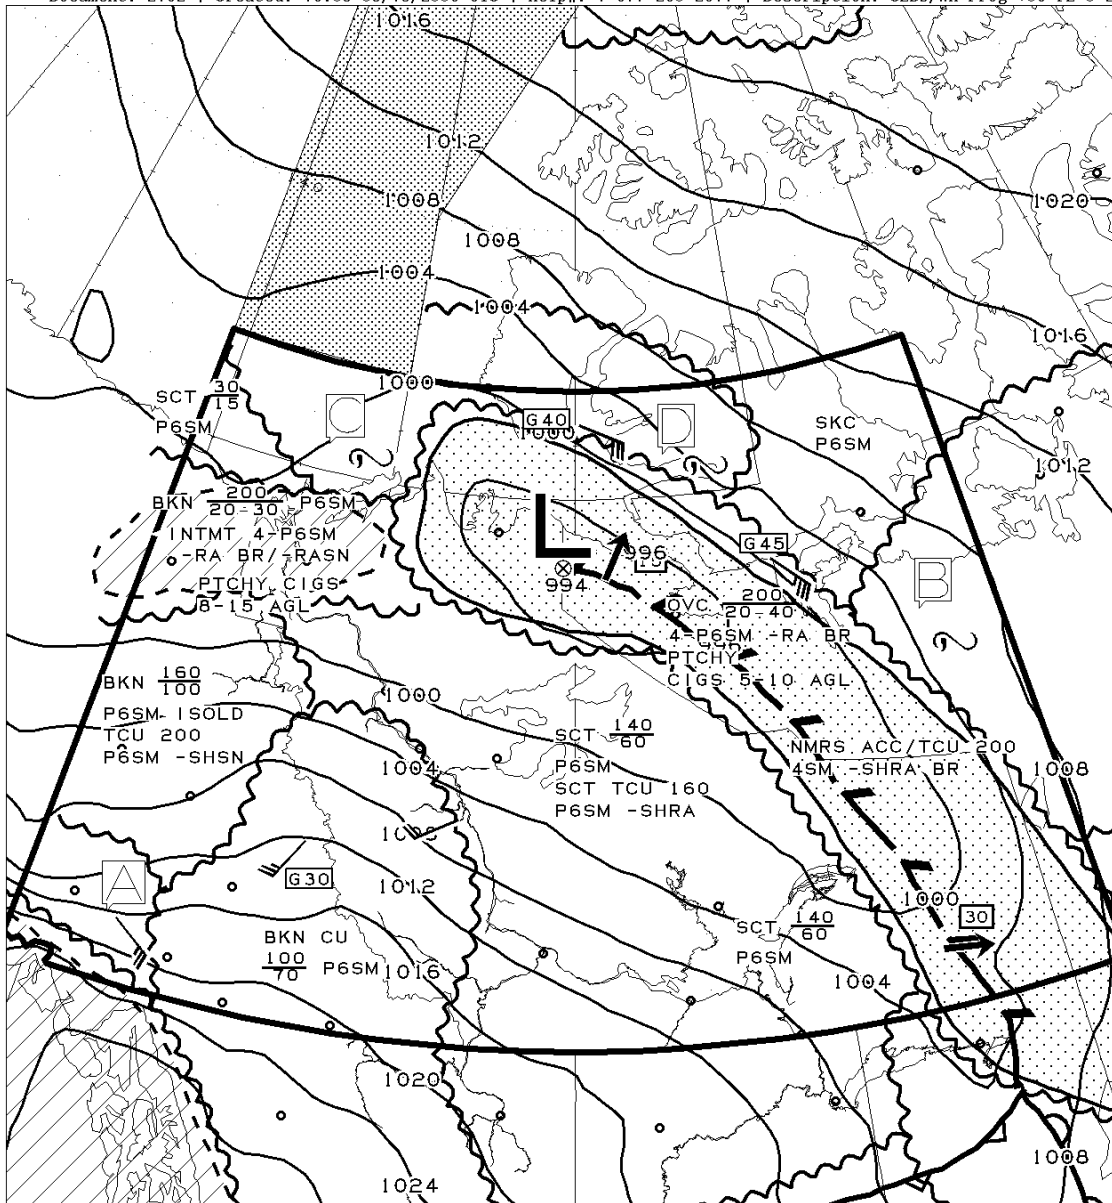 1016
1012
1008
1020
1008
1004
1004
1016
1000
SCT 30
15
P6SM
C
G40
D
SKC
P6SM
1012
BKN 200
20-30 P6SM
INTMT 4-P6SM
-RA BR/-RASN
PTCHY CIGS
8-15 AGL
L
G45
996
15
994
B
OVC 200
20-40
4-P6SM -RA BR
PTCHY
CIGS 5-10 AGL
BKN 160
100
P6SM ISOLD
TCU 200
P6SM -SHSN
1000
SCT 140
60
P6SM
SCT TCU 160
P6SM -SHRA
NMRS ACC/TCU 200
4SM -SHRA BR
1004
1008
A
G30
1012
1000
30
SCT 140
60
P6SM
BKN CU
100
70 P6SM
1016
1004
1020
1008
1024